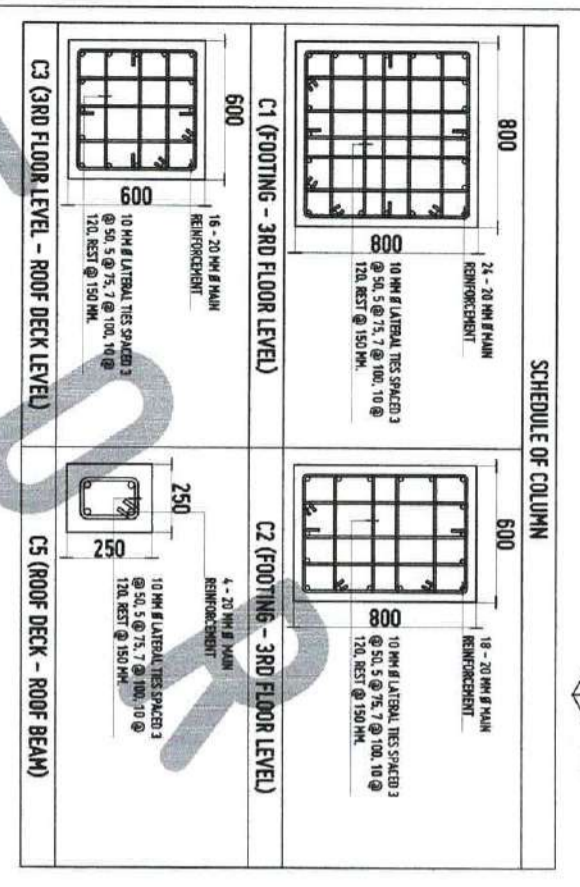 SCHEDULE OF COLUMN
800
800
24 - 20 MM Ø MAIN
REINFORCEMENT
10 MM Ø LATERAL TIES SPACED 3
@ 50, 5 @ 75, 7 @ 100, 10 @
120, REST @ 150 MM.
C1 (FOOTING - 3RD FLOOR LEVEL)
600
800
18 - 20 MM Ø MAIN
REINFORCEMENT
10 MM Ø LATERAL TIES SPACED 3
@ 50, 5 @ 75, 7 @ 100, 10 @
120, REST @ 150 MM.
C2 (FOOTING - 3RD FLOOR LEVEL)
600
600
16 - 20 MM Ø MAIN
REINFORCEMENT
10 MM Ø LATERAL TIES SPACED 3
@ 50, 5 @ 75, 7 @ 100, 10 @
120, REST @ 150 MM.
C3 (3RD FLOOR LEVEL - ROOF DECK LEVEL)
250
250
4 - 20 MM Ø MAIN
REINFORCEMENT
10 MM Ø LATERAL TIES SPACED 3
@ 50, 5 @ 75, 7 @ 100, 10 @
120, REST @ 150 MM.
C5 (ROOF DECK - ROOF BEAM)